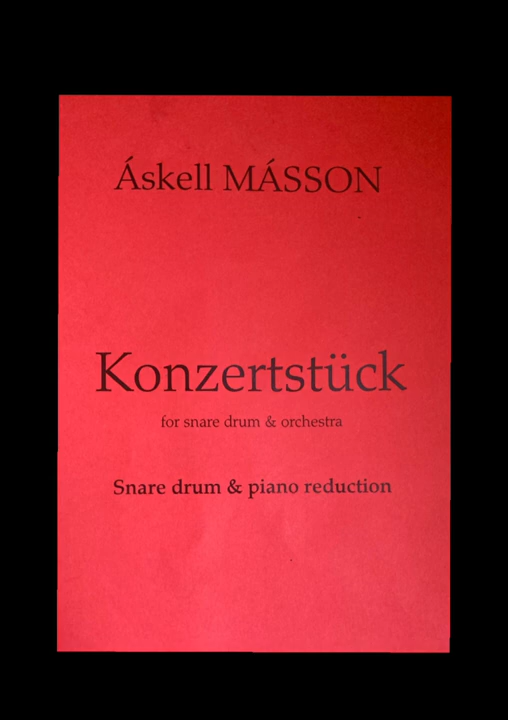 Áskell MÁSSON
Konzertstück
for snare drum & orchestra
Snare drum & piano reduction